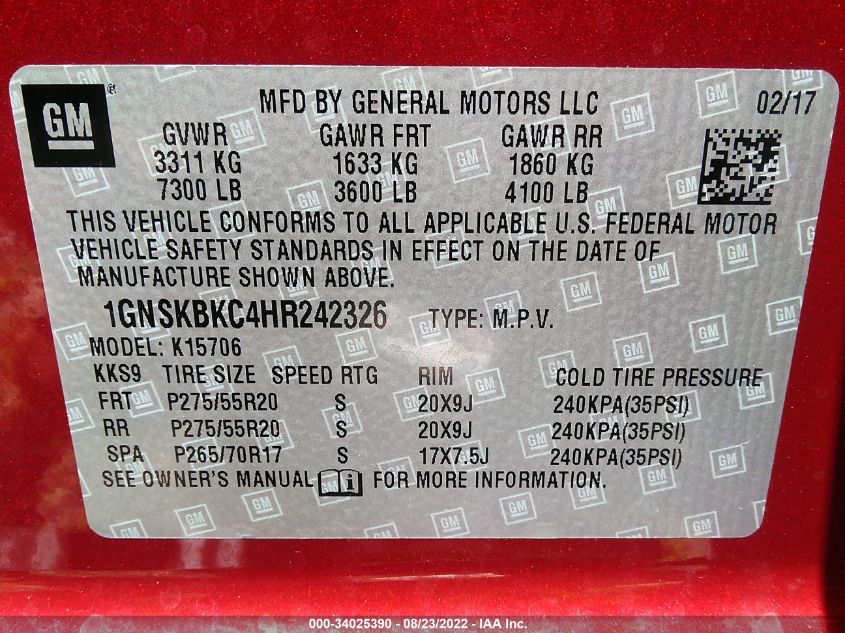 GM ® MFD BY GENERAL MOTORS LLC 02/17
GVWR GAWR FRT GAWR RR
3311 KG 1633 KG 1860 KG
7300 LB 3600 LB 4100 LB
THIS VEHICLE CONFORMS TO ALL APPLICABLE U.S. FEDERAL MOTOR
VEHICLE SAFETY STANDARDS IN EFFECT ON THE DATE OF
MANUFACTURE SHOWN ABOVE.
1GNSKBKC4HR242326 TYPE: M.P.V.
MODEL: K15706
KKS9 TIRE SIZE SPEED RTG RIM COLD TIRE PRESSURE
FRT P275/55R20 S 20X9J 240KPA(35PSI)
RR P275/55R20 S 20X9J 240KPA(35PSI)
SPA P265/70R17 S 17X7.5J 240KPA(35PSI)
SEE OWNER'S MANUAL i FOR MORE INFORMATION.
000-34025390 - 08/23/2022 - IAA Inc.